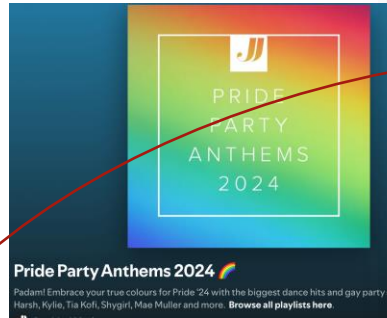 JJ
PRIDE
PARTY
ANTHEMS
2024
Pride Party Anthems 2024 🌈
Padam! Embrace your true colours for Pride '24 with the biggest dance hits and gay party
Harsh, Kylie, Tia Kofi, Shygirl, Mae Muller and more. Browse all playlists here.